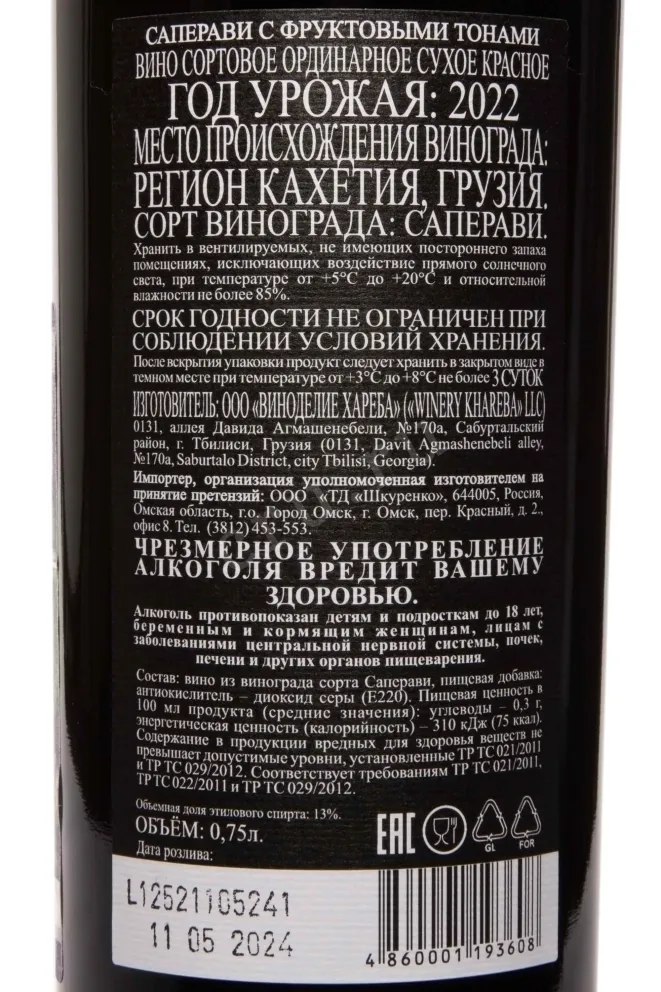 САПЕРАВИ С ФРУКТОВЫМИ ТОНАМИ
ВИНО СОРТОВОЕ ОРДИНАРНОЕ СУХОЕ КРАСНОЕ
ГОД УРОЖАЯ: 2022
МЕСТО ПРОИСХОЖДЕНИЯ ВИНОГРАДА:
РЕГИОН КАХЕТИЯ, ГРУЗИЯ.
СОРТ ВИНОГРАДА: САПЕРАВИ.
Хранить в вентилируемых, не имеющих постороннего запаха
помещениях, исключающих воздействие прямого солнечного
света, при температуре от +5°С до +20°С и относительной
влажности не более 85%.
СРОК ГОДНОСТИ НЕ ОГРАНИЧЕН ПРИ
СОБЛЮДЕНИИ УСЛОВИЙ ХРАНЕНИЯ.
После вскрытия упаковки продукт следует хранить в закрытом виде в
темном месте при температуре от +3°С до +8°С не более 3 СУТОК
ИЗГОТОВИТЕЛЬ: ООО «ВИНОДЕЛИЕ ХАРЕБА» («WINERY KHAREBA» LLC)
0131, аллея Давида Агмашенебели, №170а, Сабурталский
район, г. Тбилиси, Грузия (0131, Davit Agmashenebeli alley,
№170a, Saburtalo District, city Tbilisi, Georgia).
Импортер, организация уполномоченная изготовителем на
принятие претензий: ООО «ТД «Шкуренко», 644005, Россия,
Омская область, г.о. Город Омск, г. Омск, пер. Красный, д. 2.,
офис 8. Тел. (3812) 453-553.
ЧРЕЗМЕРНОЕ УПОТРЕБЛЕНИЕ
АЛКОГОЛЯ ВРЕДИТ ВАШЕМУ
ЗДОРОВЬЮ.
Алкоголь противопоказан детям и подросткам до 18 лет,
беременным и кормящим женщинам, лицам с
заболеваниями центральной нервной системы, почек,
печени и других органов пищеварения.
Состав: вино из винограда сорта Саперави, пищевая добавка:
антиокислитель – диоксид серы (Е220). Пищевая ценность в
100 мл продукта (средние значения): углеводы – 0,3 г,
энергетическая ценность (калорийность) – 310 кДж (75 ккал).
Содержание в продукции вредных для здоровья веществ не
превышает допустимые уровни, установленные ТР ТС 021/2011
и ТР ТС 029/2012. Соответствует требованиям ТР ТС 021/2011,
ТР ТС 022/2011 и ТР ТС 029/2012.
Объемная доля этилового спирта: 13%.
ОБЪЁМ: 0,75л.
Дата розлива:
EAC
GL
FOR
L12521105241
11 05 2024
4 860001 193608